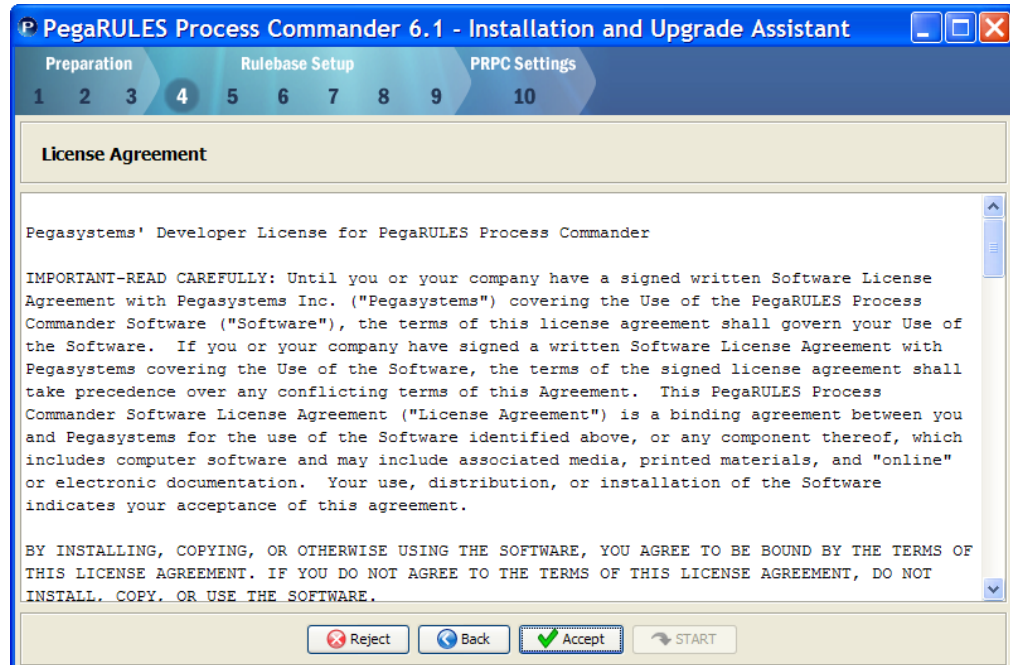 PegaRULES Process Commander 6.1 - Installation and Upgrade Assistant
Preparation Rulebase Setup PRPC Settings
1 2 3 4 5 6 7 8 9 10
License Agreement
Pegasystems' Developer License for PegaRULES Process Commander
IMPORTANT-READ CAREFULLY: Until you or your company have a signed written Software License
Agreement with Pegasystems Inc. ("Pegasystems") covering the Use of the PegaRULES Process
Commander Software ("Software"), the terms of this license agreement shall govern your Use of
the Software.  If you or your company have signed a written Software License Agreement with
Pegasystems covering the Use of the Software, the terms of the signed license agreement shall
take precedence over any conflicting terms of this Agreement.  This PegaRULES Process
Commander Software License Agreement ("License Agreement") is a binding agreement between you
and Pegasystems for the use of the Software identified above, or any component thereof, which
includes computer software and may include associated media, printed materials, and "online"
or electronic documentation.  Your use, distribution, or installation of the Software
indicates your acceptance of this agreement.
BY INSTALLING, COPYING, OR OTHERWISE USING THE SOFTWARE, YOU AGREE TO BE BOUND BY THE TERMS OF
THIS LICENSE AGREEMENT. IF YOU DO NOT AGREE TO THE TERMS OF THIS LICENSE AGREEMENT, DO NOT
INSTALL, COPY, OR USE THE SOFTWARE.
Reject Back Accept START